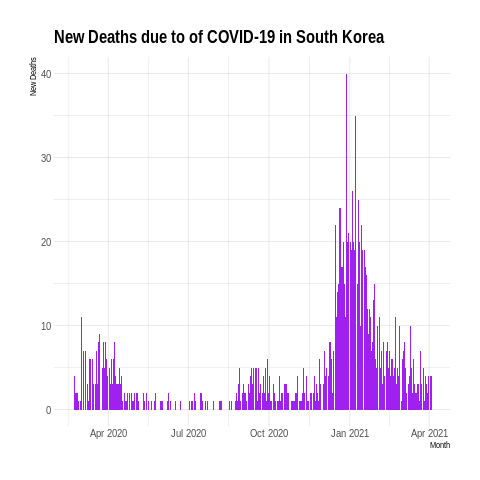 New Deaths due to of COVID-19 in South Korea
New Deaths
40
30
20
10
0
Apr 2020 Jul 2020 Oct 2020 Jan 2021 Apr 2021
Month